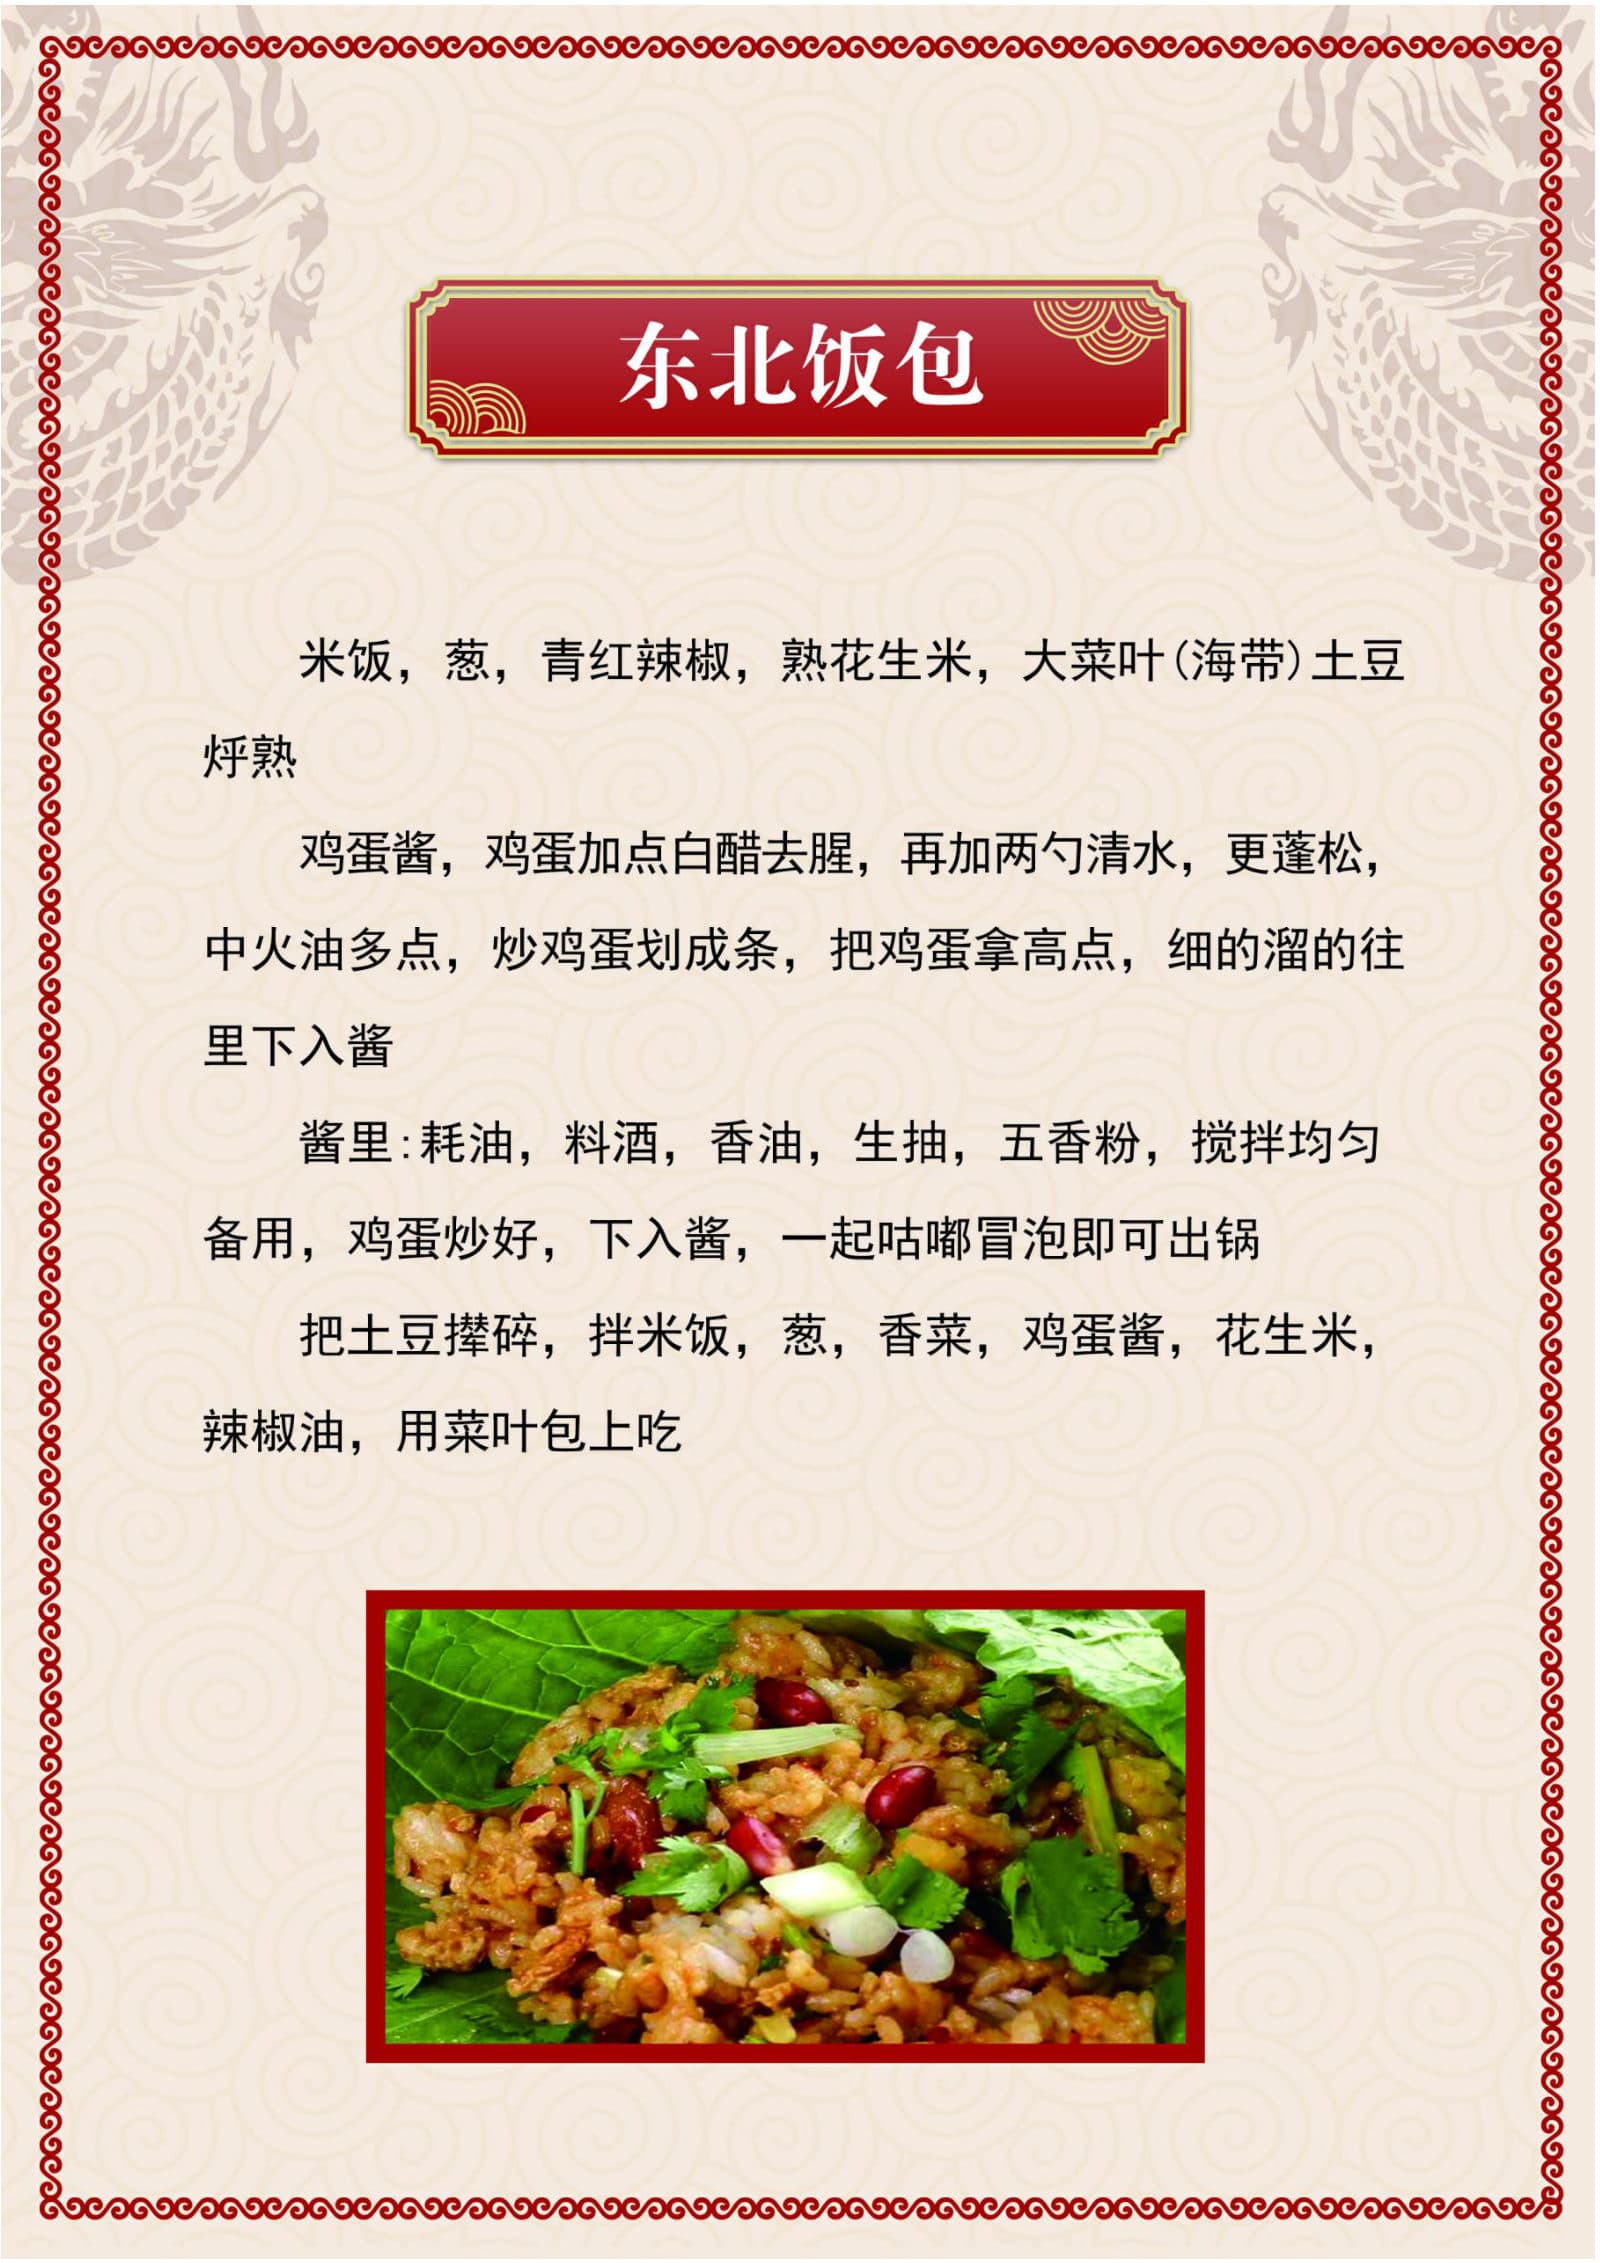 东北饭包
米饭，葱，青红辣椒，熟花生米，大菜叶(海带)土豆
烀熟
鸡蛋酱，鸡蛋加点白醋去腥，再加两勺清水，更蓬松，
中火油多点，炒鸡蛋划成条，把鸡蛋拿高点，细的溜的往
里下入酱
酱里:耗油，料酒，香油，生抽，五香粉，搅拌均匀
备用，鸡蛋炒好，下入酱，一起咕嘟冒泡即可出锅
把土豆撵碎，拌米饭，葱，香菜，鸡蛋酱，花生米，
辣椒油，用菜叶包上吃